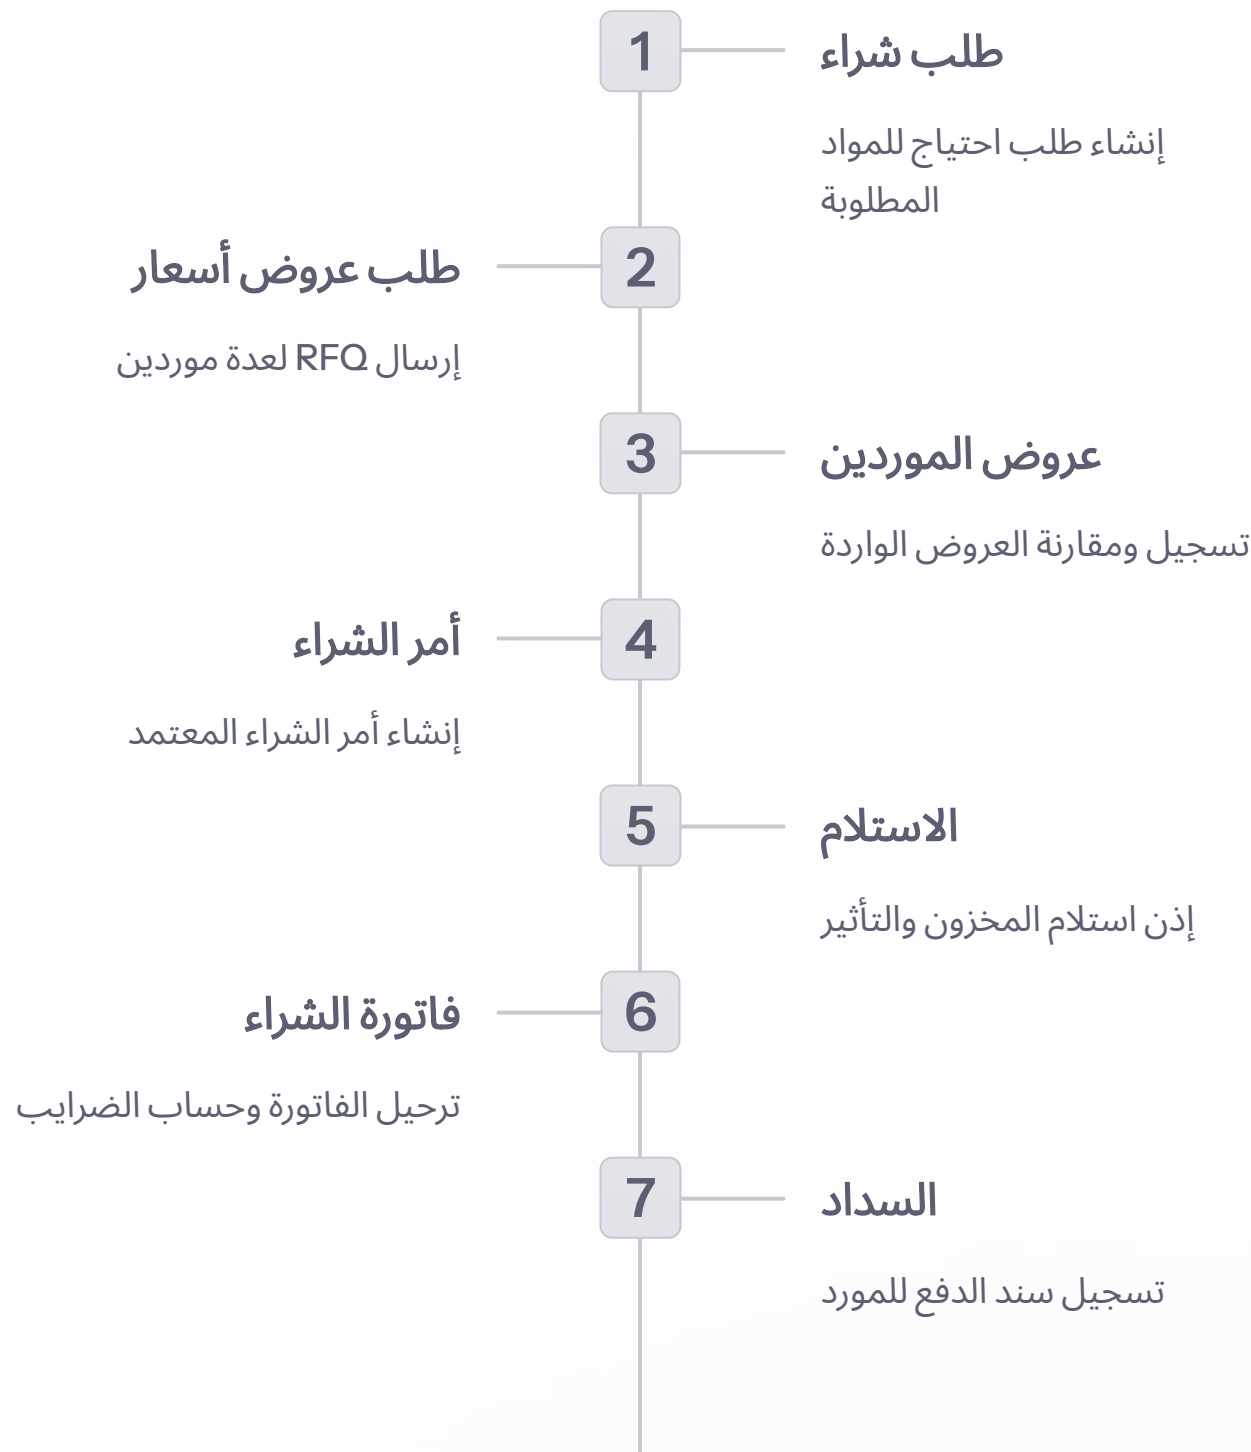 1
طلب شراء
إنشاء طلب احتياج للمواد
المطلوبة
2
طلب عروض أسعار
إرسال RFQ لعدة موردين
3
عروض الموردين
تسجيل ومقارنة العروض الواردة
4
أمر الشراء
إنشاء أمر الشراء المعتمد
5
الاستلام
إذن استلام المخزون والتأثير
6
فاتورة الشراء
ترحيل الفاتورة وحساب الضرايب
7
السداد
تسجيل سند الدفع للمورد